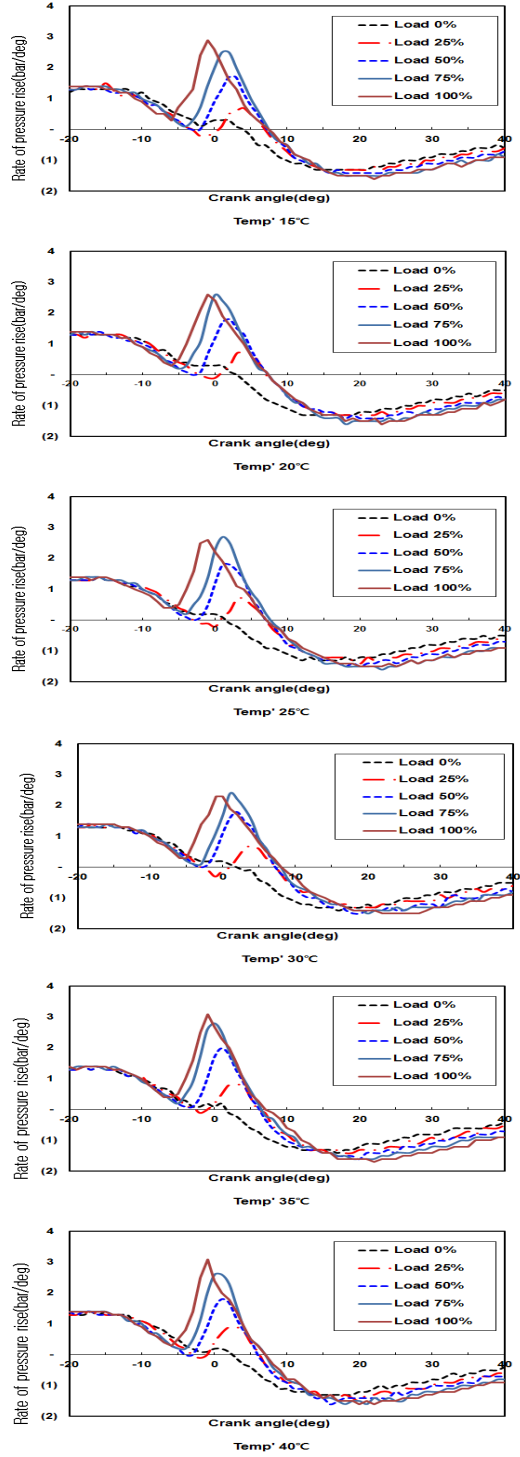 Rate of pressure rise(bar/deg)
4
3
2
1
-
(1)
(2)
-20 -10 0 10 20 30 40
Load 0%
Load 25%
Load 50%
Load 75%
Load 100%
Crank angle(deg)
Temp' 15℃
Rate of pressure rise(bar/deg)
4
3
2
1
-
(1)
(2)
-20 -10 0 10 20 30 40
Load 0%
Load 25%
Load 50%
Load 75%
Load 100%
Crank angle(deg)
Temp' 20℃
Rate of pressure rise(bar/deg)
4
3
2
1
-
(1)
(2)
-20 -10 0 10 20 30 40
Load 0%
Load 25%
Load 50%
Load 75%
Load 100%
Crank angle(deg)
Temp' 25℃
Rate of pressure rise(bar/deg)
4
3
2
1
-
(1)
(2)
-20 -10 0 10 20 30 40
Load 0%
Load 25%
Load 50%
Load 75%
Load 100%
Crank angle(deg)
Temp' 30℃
Rate of pressure rise(bar/deg)
4
3
2
1
-
(1)
(2)
-20 -10 0 10 20 30 40
Load 0%
Load 25%
Load 50%
Load 75%
Load 100%
Crank angle(deg)
Temp' 35℃
Rate of pressure rise(bar/deg)
4
3
2
1
-
(1)
(2)
-20 -10 0 10 20 30 40
Load 0%
Load 25%
Load 50%
Load 75%
Load 100%
Crank angle(deg)
Temp' 40℃